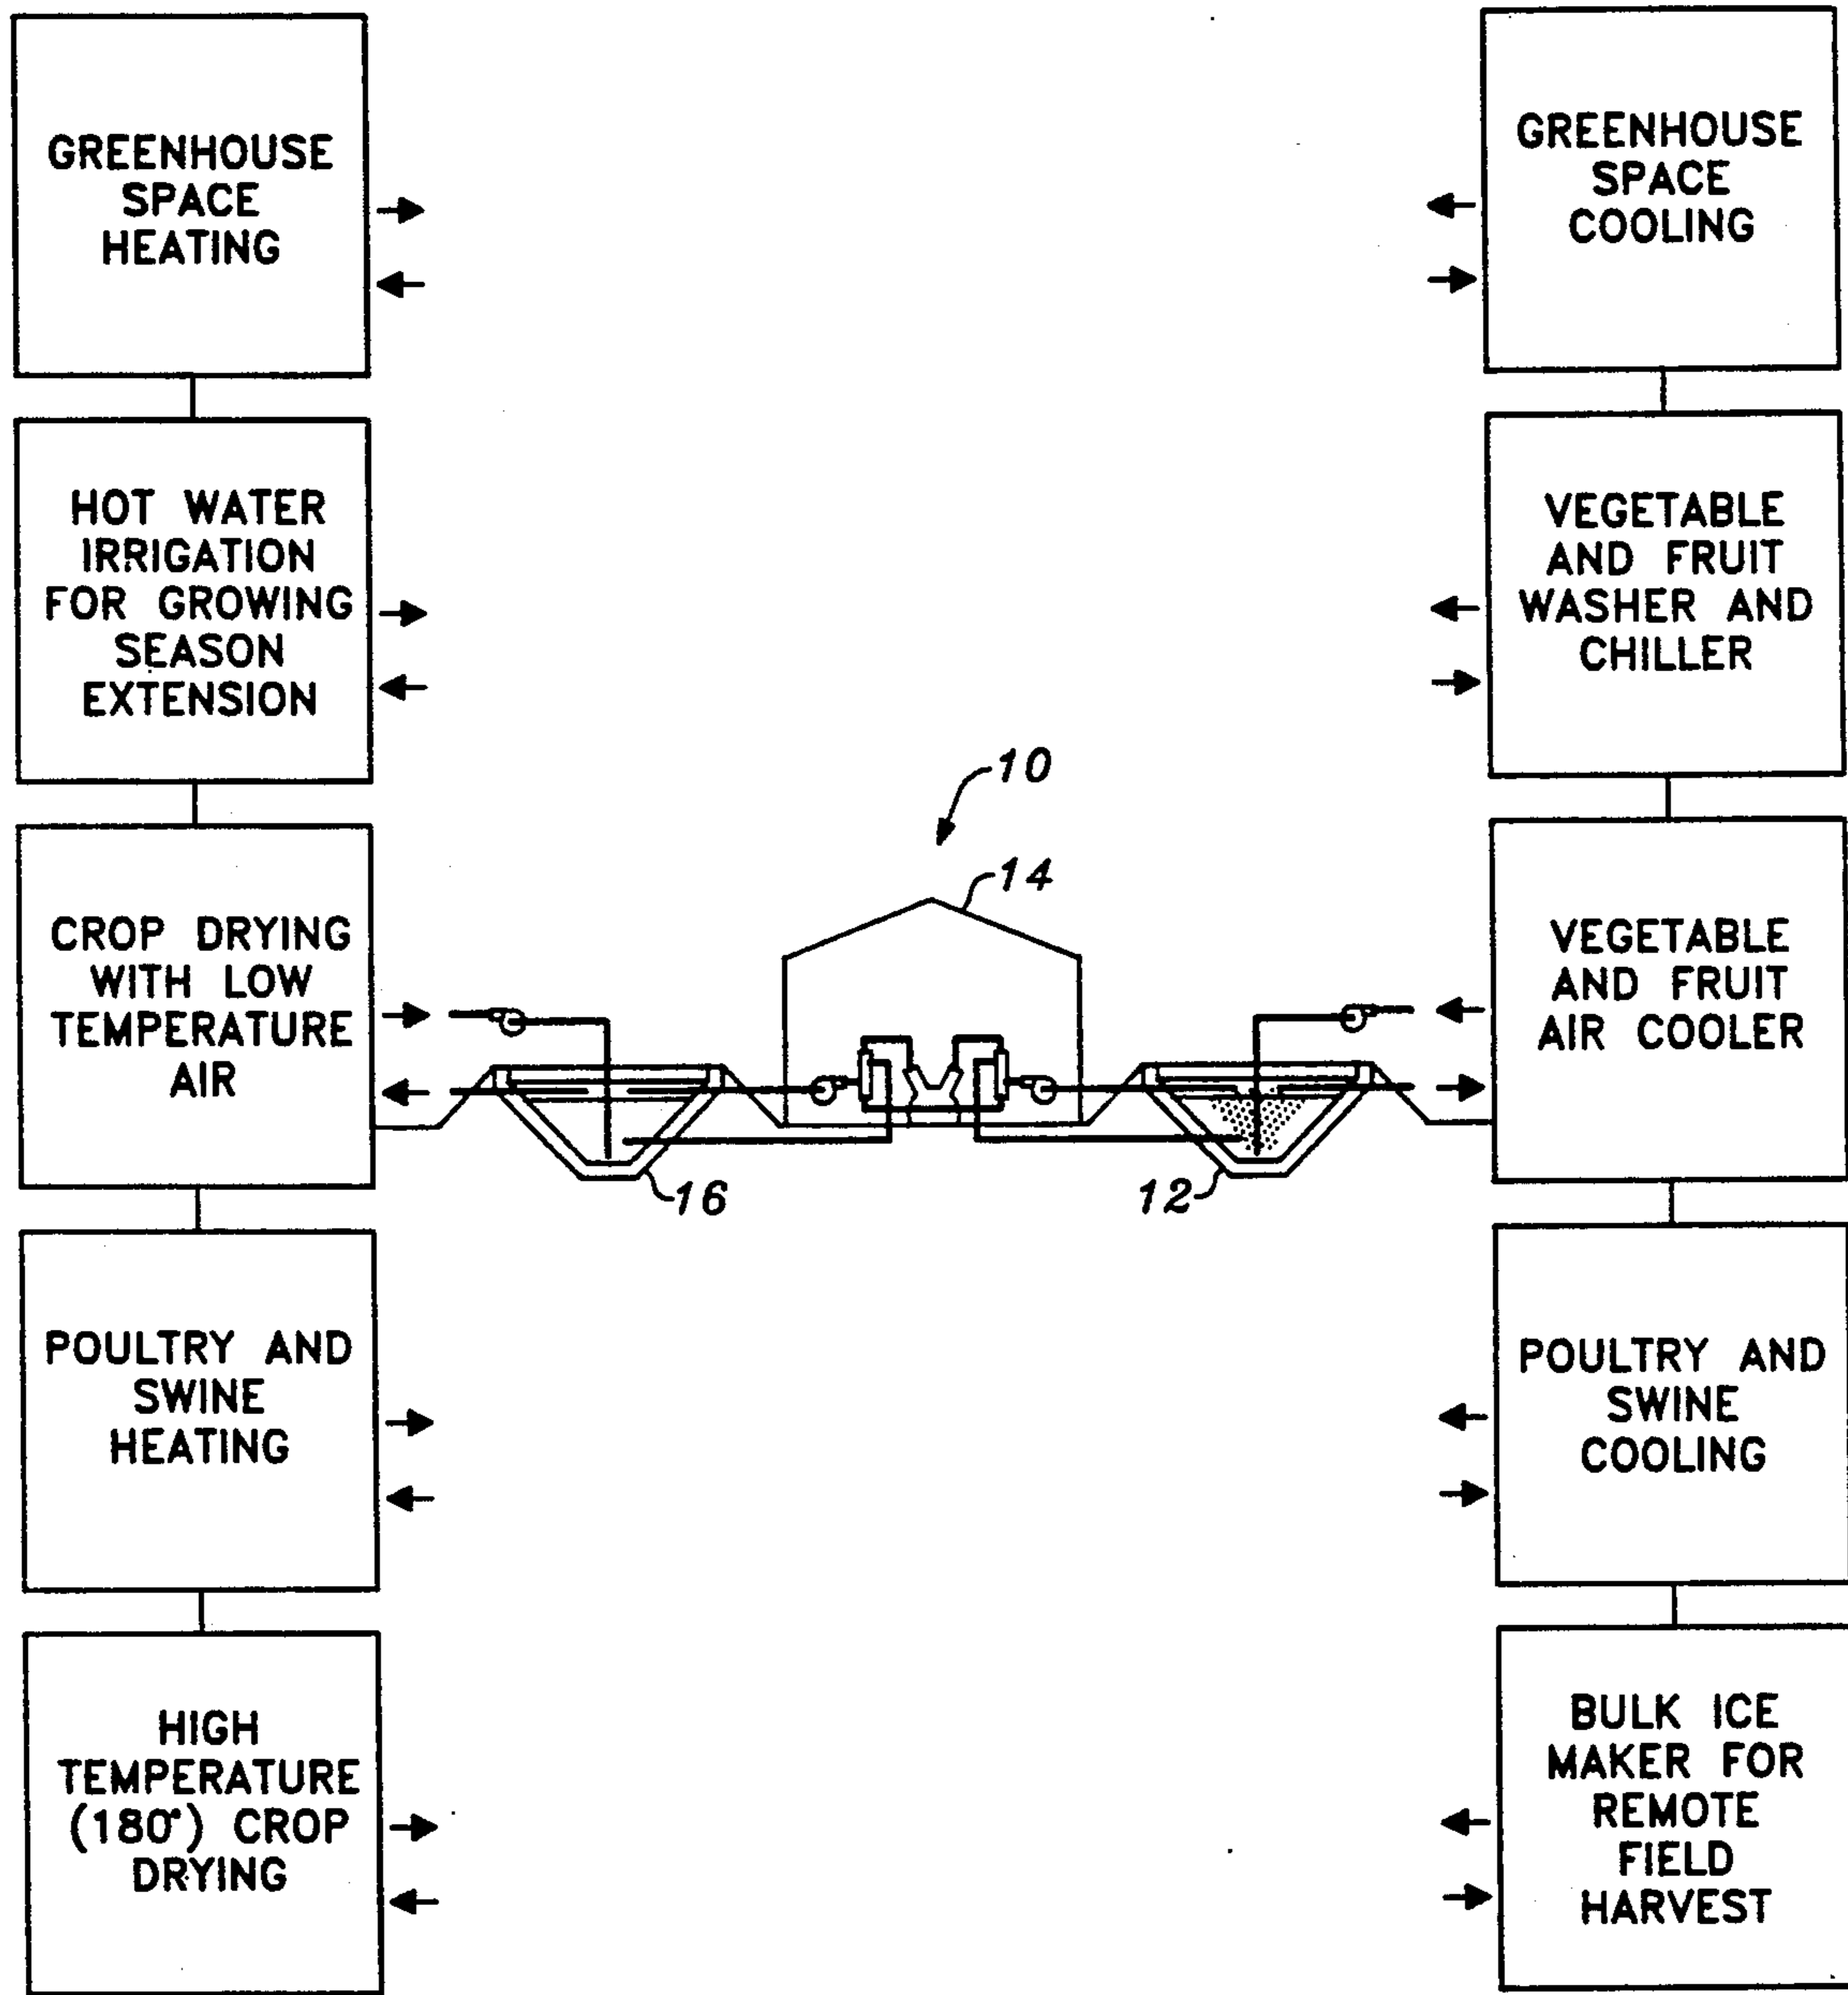 GREENHOUSE
SPACE
HEATING
HOT WATER
IRRIGATION
FOR GROWING
SEASON
EXTENSION
CROP DRYING
WITH LOW
TEMPERATURE
AIR
POULTRY AND
SWINE
HEATING
HIGH
TEMPERATURE
(180°) CROP
DRYING
10
14
16
12
GREENHOUSE
SPACE
COOLING
VEGETABLE
AND FRUIT
WASHER AND
CHILLER
VEGETABLE
AND FRUIT
AIR COOLER
POULTRY AND
SWINE
COOLING
BULK ICE
MAKER FOR
REMOTE
FIELD
HARVEST